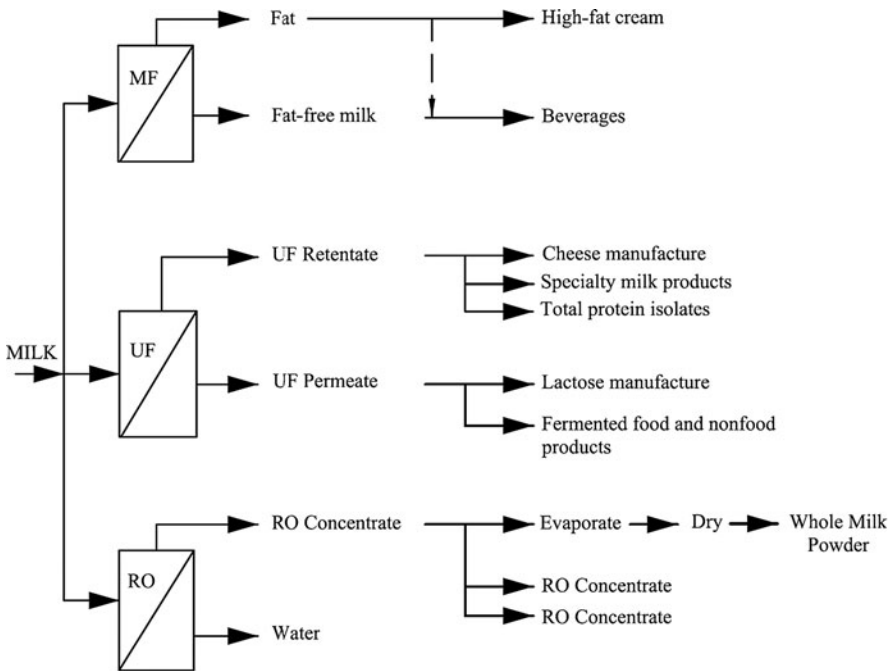 Fat
High-fat cream
MF
Fat-free milk
Beverages
UF Retentate
Cheese manufacture
Specialty milk products
Total protein isolates
MILK
UF
UF Permeate
Lactose manufacture
Fermented food and nonfood
products
RO Concentrate
Evaporate
Dry
Whole Milk
Powder
RO
RO Concentrate
RO Concentrate
Water